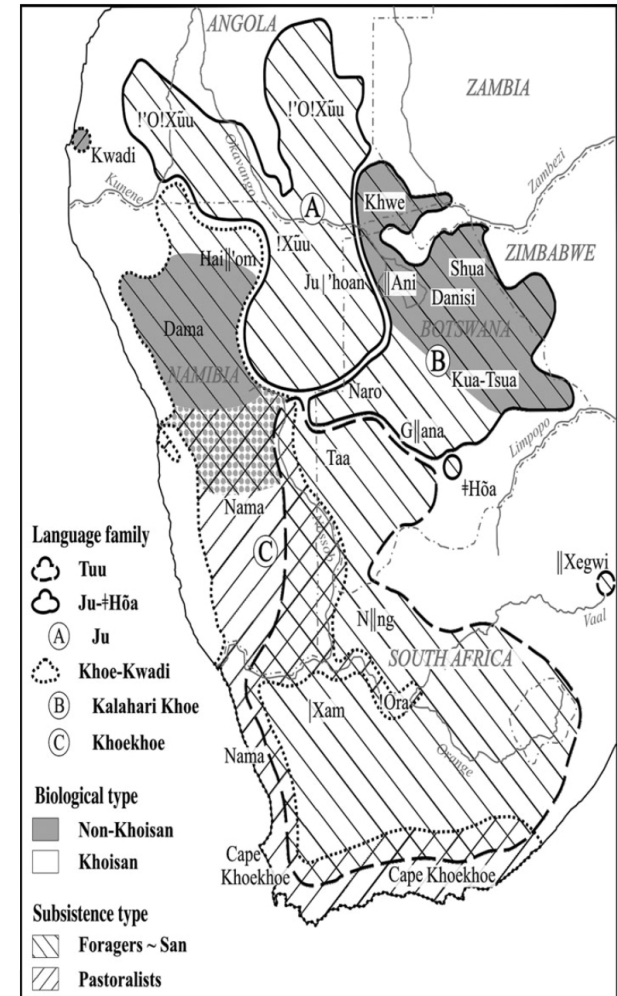 ANGOLA
ZAMBIA
!’O!Xũu
!’O!Xũu
Kwadi
Okavango
Zambezi
Kunene
Khwe
A
ZIMBABWE
!Xũu
Hai‖’om
Shua
Ju|’hoan
‖Ani
Danisi
Dama
BOTSWANA
B
NAMIBIA
Kua-Tsua
Naro
G‖ana
Limpopo
Taa
ǂHõa
Nama
Nossob
Language family
C
‖Xegwi
Tuu
Vaal
Ju-ǂHõa
N‖ng
A Ju
SOUTH AFRICA
Khoe-Kwadi
!Ora
B Kalahari Khoe
|Xam
C Khoekhoe
Orange
Nama
Biological type
Non-Khoisan
Khoisan
Cape
Khoekhoe
Cape Khoekhoe
Subsistence type
Foragers ~ San
Pastoralists